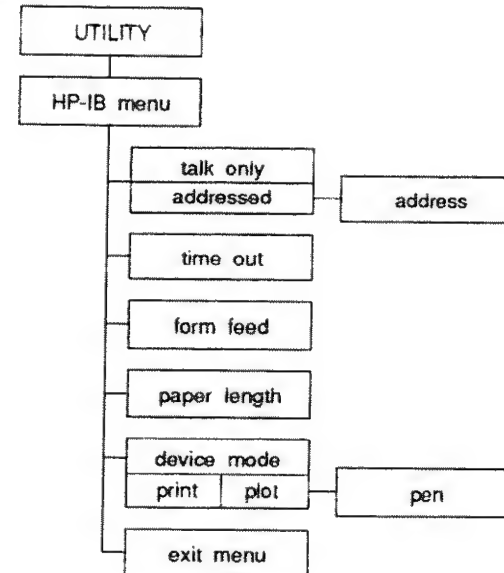 UTILITY
HP-IB menu
talk only
addressed
address
time out
form feed
paper length
device mode
print plot
pen
exit menu